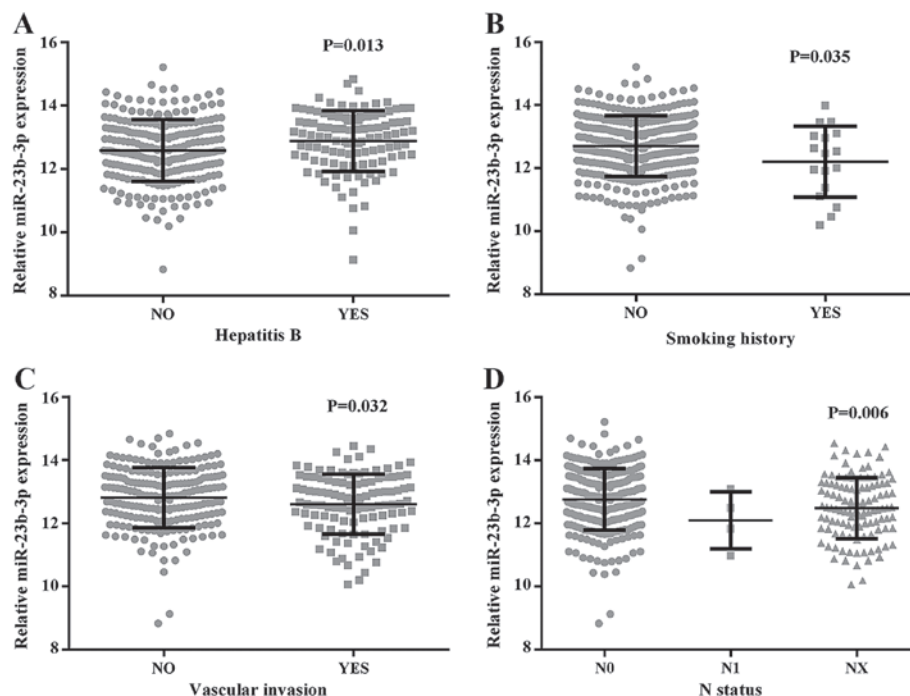 A
P=0.013
Relative miR-23b-3p expression
16
14
12
10
8
NO
YES
Hepatitis B
B
P=0.035
Relative miR-23b-3p expression
16
14
12
10
8
NO
YES
Smoking history
C
P=0.032
Relative miR-23b-3p expression
16
14
12
10
8
NO
YES
Vascular invasion
D
P=0.006
Relative miR-23b-3p expression
16
14
12
10
8
N0
N1
NX
N status